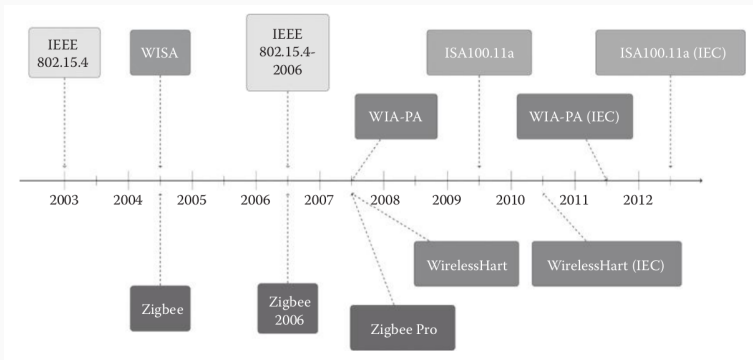 IEEE
802.15.4
WISA
IEEE
802.15.4-
2006
ISA100.11a
ISA100.11a (IEC)
WIA-PA
WIA-PA (IEC)
2003 2004 2005 2006 2007 2008 2009 2010 2011 2012
WirelessHart
WirelessHart (IEC)
Zigbee
Zigbee
2006
Zigbee Pro